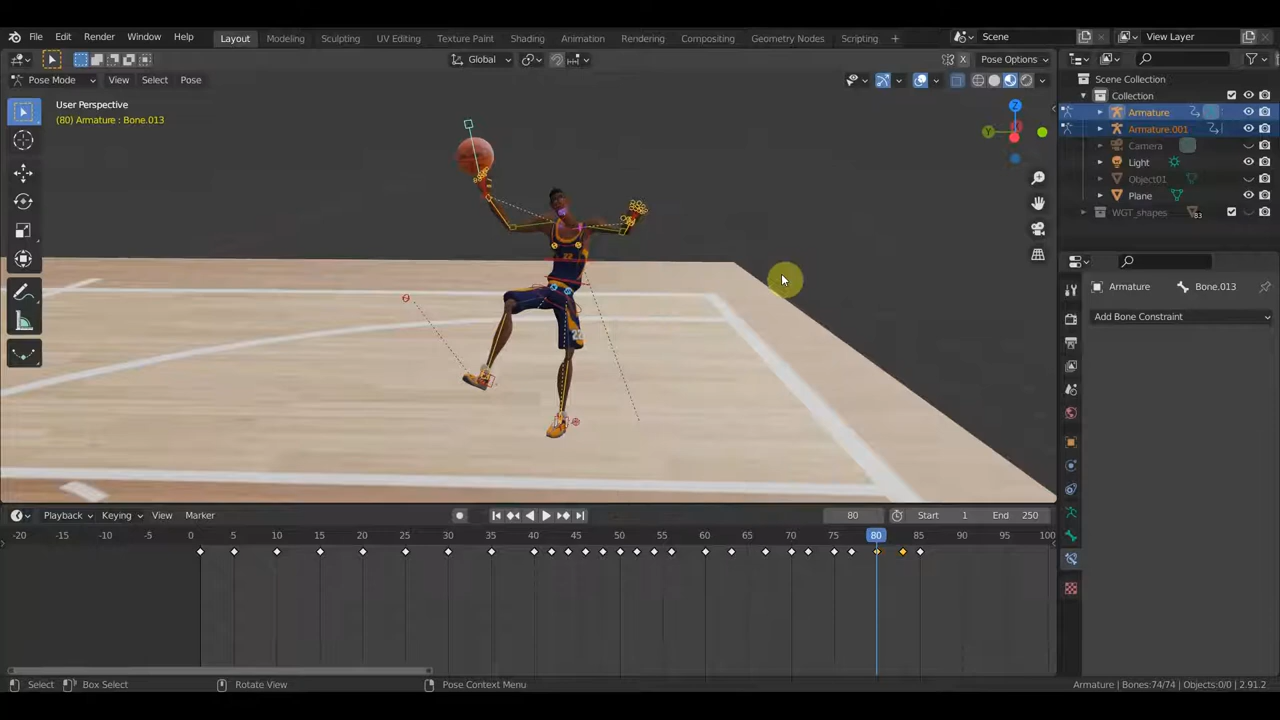 File Edit Render Window Help Layout Modeling Sculpting UV Editing Texture Paint Shading Animation Rendering Compositing Geometry Nodes Scripting + Scene View Layer
Global X Pose Options
Pose Mode View Select Pose
User Perspective
(80) Armature : Bone.013
Z
Y
22
Scene Collection
Collection
Armature
Armature.001
Camera
Light
Object01
Plane
WGT_shapes 83
Armature Bone.013
Add Bone Constraint
Playback Keying View Marker 80 Start 1 End 250
-20 -15 -10 -5 0 5 10 15 20 25 30 35 40 45 50 55 60 65 70 75 80 85 90 95 100
Select Box Select Rotate View Pose Context Menu Armature | Bones:74/74 | Objects:0/0 | 2.91.2